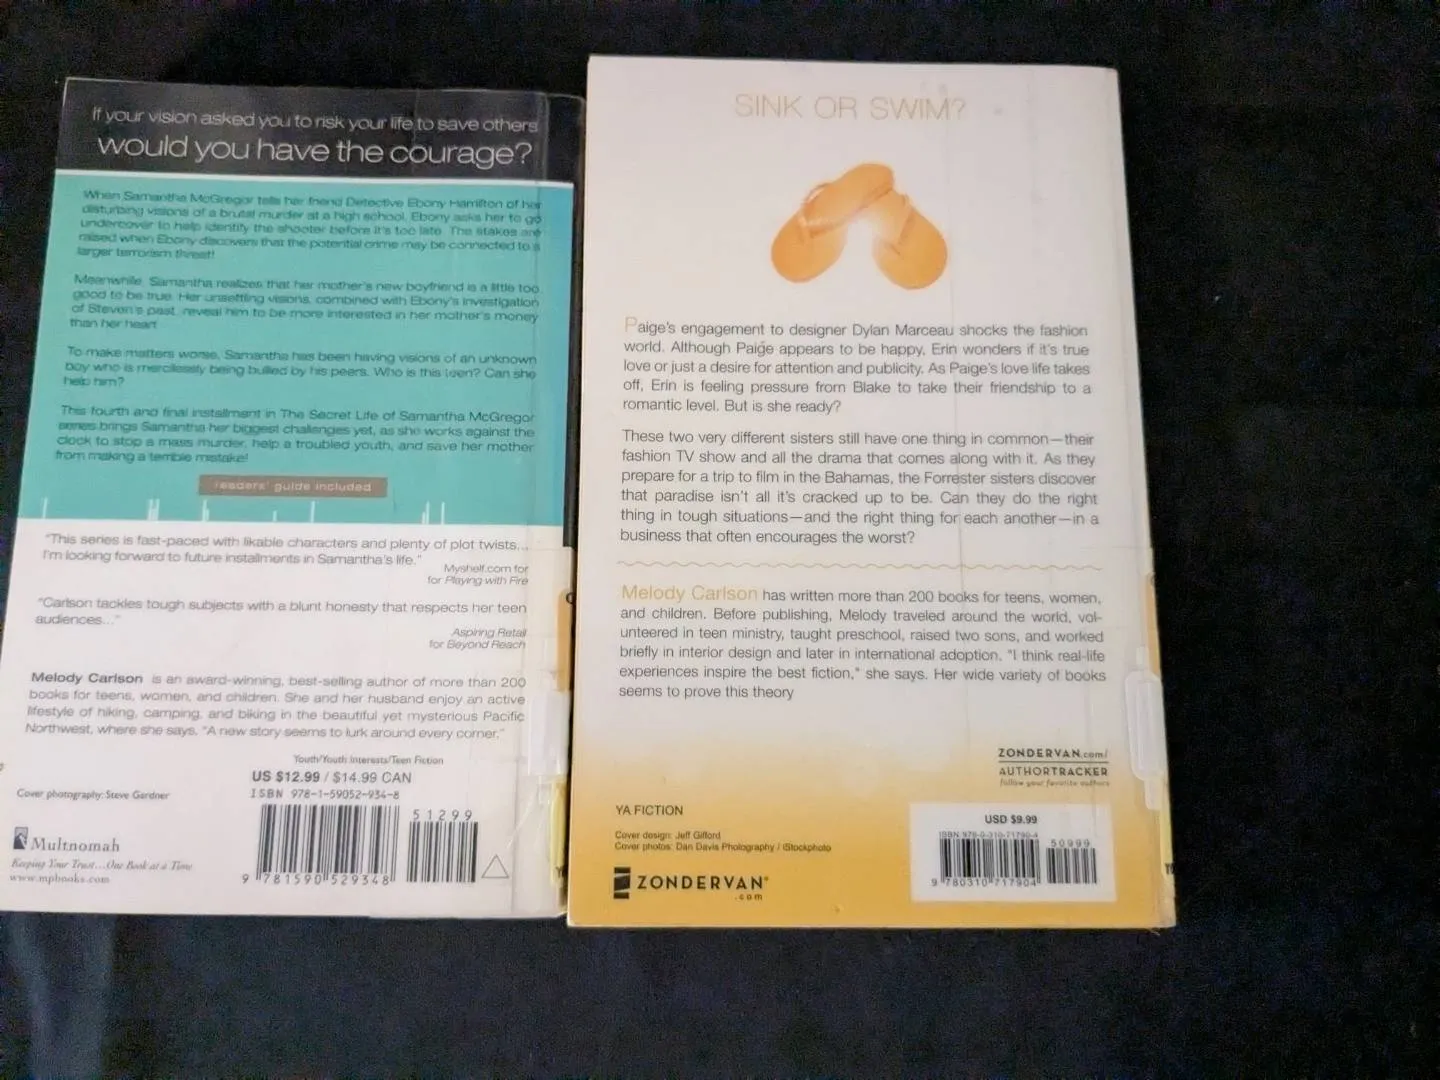 If your vision asked you to risk your life to save others
would you have the courage?
When Samantha McGregor tells her friend Detective Ebony Hamilton of her
disturbing visions of a brutal murder at a high school, Ebony asks her to go
undercover to help identify the shooter before it's too late. The stakes are
raised when Ebony discovers that the potential crime may be connected to a
larger terrorism threat!
Meanwhile, Samantha realizes that her mother's new boyfriend is a little too
good to be true. Her unsettling visions, combined with Ebony's investigation
of Steven's past, reveal him to be more interested in her mother's money
than her heart.
To make matters worse, Samantha has been having visions of an unknown
boy who is mercilessly being bullied by his peers. Who is this teen? Can she
help him?
This fourth and final installment in The Secret Life of Samantha McGregor
series brings Samantha her biggest challenges yet, as she works against the
clock to stop a mass murder, help a troubled youth, and save her mother
from making a terrible mistake!
readers' guide included
"This series is fast-paced with likable characters and plenty of plot twists...
I'm looking forward to future installments in Samantha's life."
Myshelf.com for
for Playing with Fire
"Carlson tackles tough subjects with a blunt honesty that respects her teen
audiences..."
Aspiring Retail
for Beyond Reach
Melody Carlson is an award-winning, best-selling author of more than 200
books for teens, women, and children. She and her husband enjoy an active
lifestyle of hiking, camping, and biking in the beautiful yet mysterious Pacific
Northwest, where she says, "A new story seems to lurk around every corner."
Youth/Youth Interests/Teen Fiction
US $12.99 / $14.99 CAN
ISBN 978-1-59052-934-8
51299
9 781590 529348
Cover photography: Steve Gardner
Multnomah
Keeping Your Trust...One Book at a Time
www.mpbooks.com
SINK OR SWIM?
Paige's engagement to designer Dylan Marceau shocks the fashion
world. Although Paige appears to be happy, Erin wonders if it's true
love or just a desire for attention and publicity. As Paige's love life takes
off, Erin is feeling pressure from Blake to take their friendship to a
romantic level. But is she ready?
These two very different sisters still have one thing in common—their
fashion TV show and all the drama that comes along with it. As they
prepare for a trip to film in the Bahamas, the Forrester sisters discover
that paradise isn't all it's cracked up to be. Can they do the right
thing in tough situations—and the right thing for each another—in a
business that often encourages the worst?
Melody Carlson has written more than 200 books for teens, women,
and children. Before publishing, Melody traveled around the world, vol-
unteered in teen ministry, taught preschool, raised two sons, and worked
briefly in interior design and later in international adoption. "I think real-life
experiences inspire the best fiction," she says. Her wide variety of books
seems to prove this theory
ZONDERVAN.com/
AUTHORTRACKER
follow your favorite authors
YA FICTION
Cover design: Jeff Gifford
Cover photos: Dan Davis Photography / iStockphoto
ZONDERVAN®
.com
USD $9.99
ISBN 978-0-310-71790-4
50999
9 780310 717904